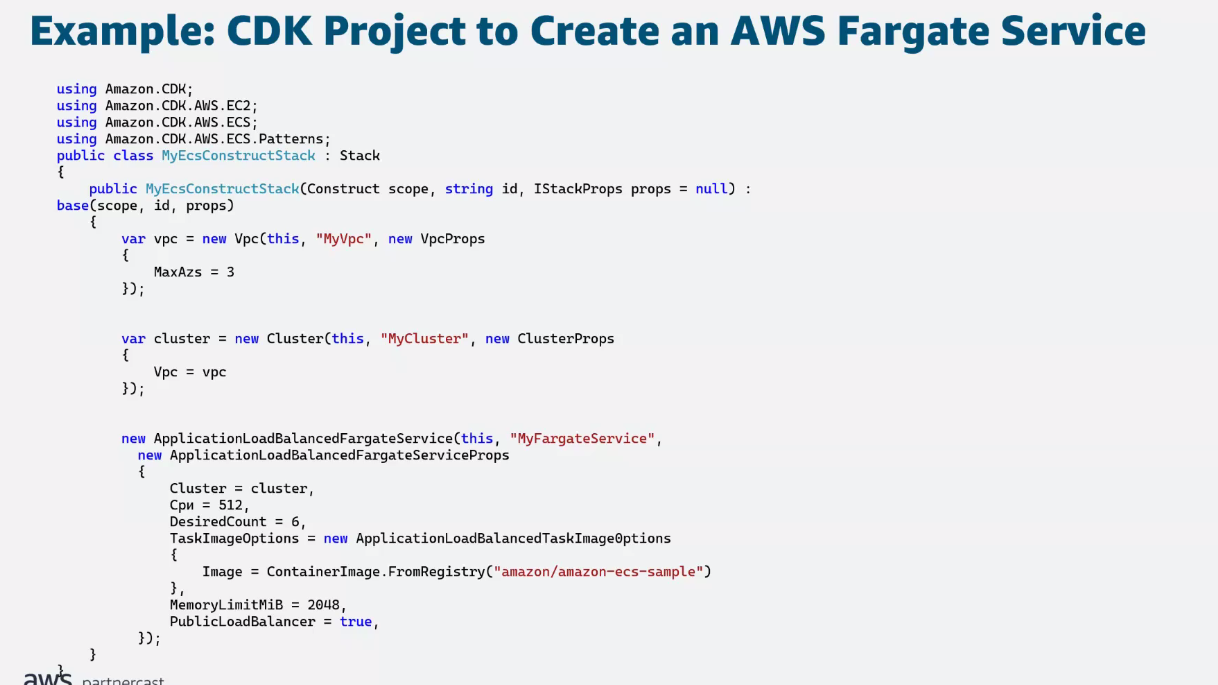 Example: CDK Project to Create an AWS Fargate Service
using Amazon.CDK;
using Amazon.CDK.AWS.EC2;
using Amazon.CDK.AWS.ECS;
using Amazon.CDK.AWS.ECS.Patterns;
public class MyEcsConstructStack : Stack
{
    public MyEcsConstructStack(Construct scope, string id, IStackProps props = null) :
base(scope, id, props)
    {
        var vpc = new Vpc(this, "MyVpc", new VpcProps
        {
            MaxAzs = 3
        });
        var cluster = new Cluster(this, "MyCluster", new ClusterProps
        {
            Vpc = vpc
        });
        new ApplicationLoadBalancedFargateService(this, "MyFargateService",
          new ApplicationLoadBalancedFargateServiceProps
          {
              Cluster = cluster,
              Cpи = 512,
              DesiredCount = 6,
              TaskImageOptions = new ApplicationLoadBalancedTaskImage0ptions
              {
                  Image = ContainerImage.FromRegistry("amazon/amazon-ecs-sample")
              },
              MemoryLimitMiB = 2048,
              PublicLoadBalancer = true,
          });
    }
}
aws partnercast